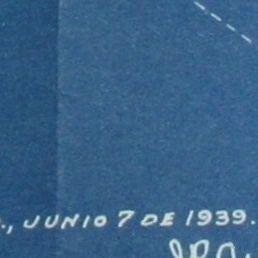 ., JUNIO 7 DE 1939.